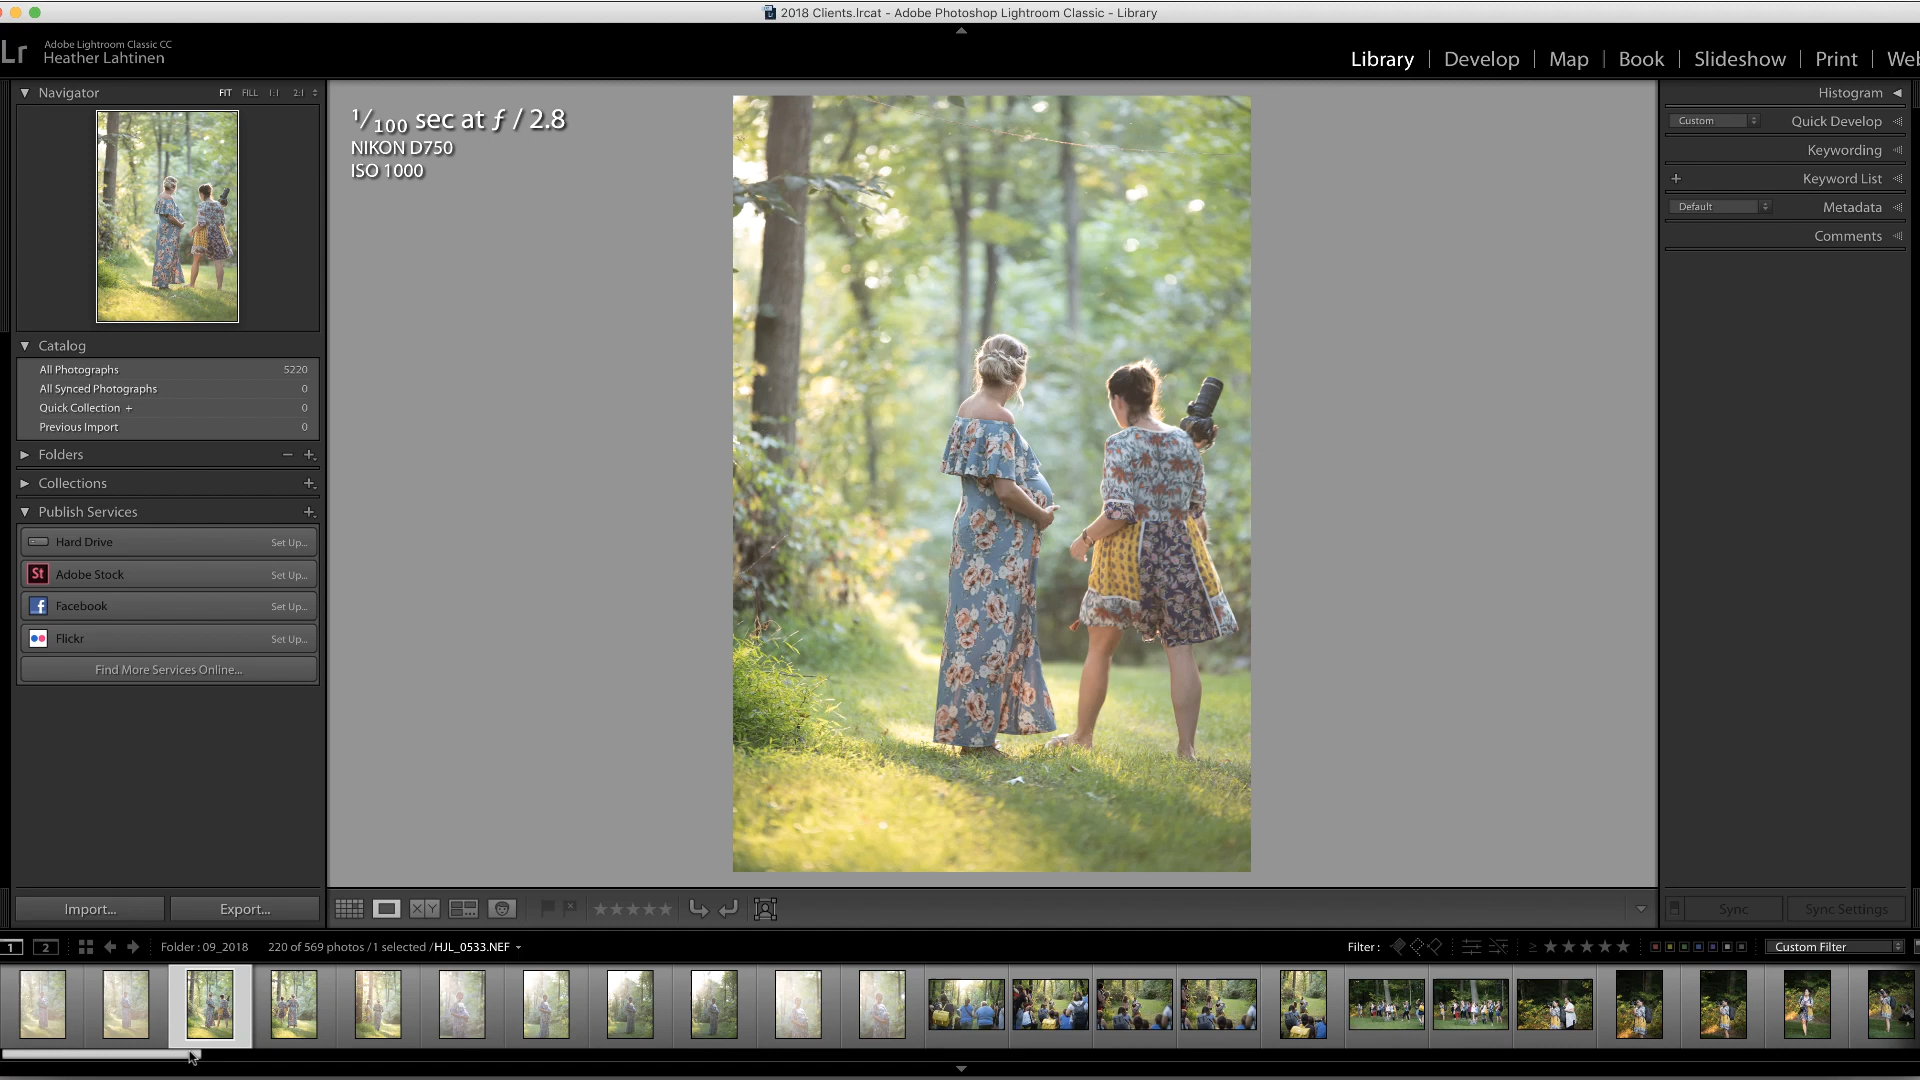 2018 Clients.lrcat - Adobe Photoshop Lightroom Classic - Library
Lr
Adobe Lightroom Classic CC
Heather Lahtinen
Library | Develop | Map | Book | Slideshow | Print | Web
Navigator FIT FILL 1:1 2:1
Catalog
All Photographs 5220
All Synced Photographs 0
Quick Collection + 0
Previous Import 0
Folders
Collections
Publish Services
Hard Drive Set Up...
St Adobe Stock Set Up...
f Facebook Set Up...
Flickr Set Up...
Find More Services Online...
Import... Export...
1/100 sec at ƒ / 2.8
NIKON D750
ISO 1000
Histogram
Custom Quick Develop
Keywording
Keyword List
Default Metadata
Comments
XY
Sync Sync Settings
1 2 Folder : 09_2018 220 of 569 photos / 1 selected / HJL_0533.NEF Filter : ≥ Custom Filter